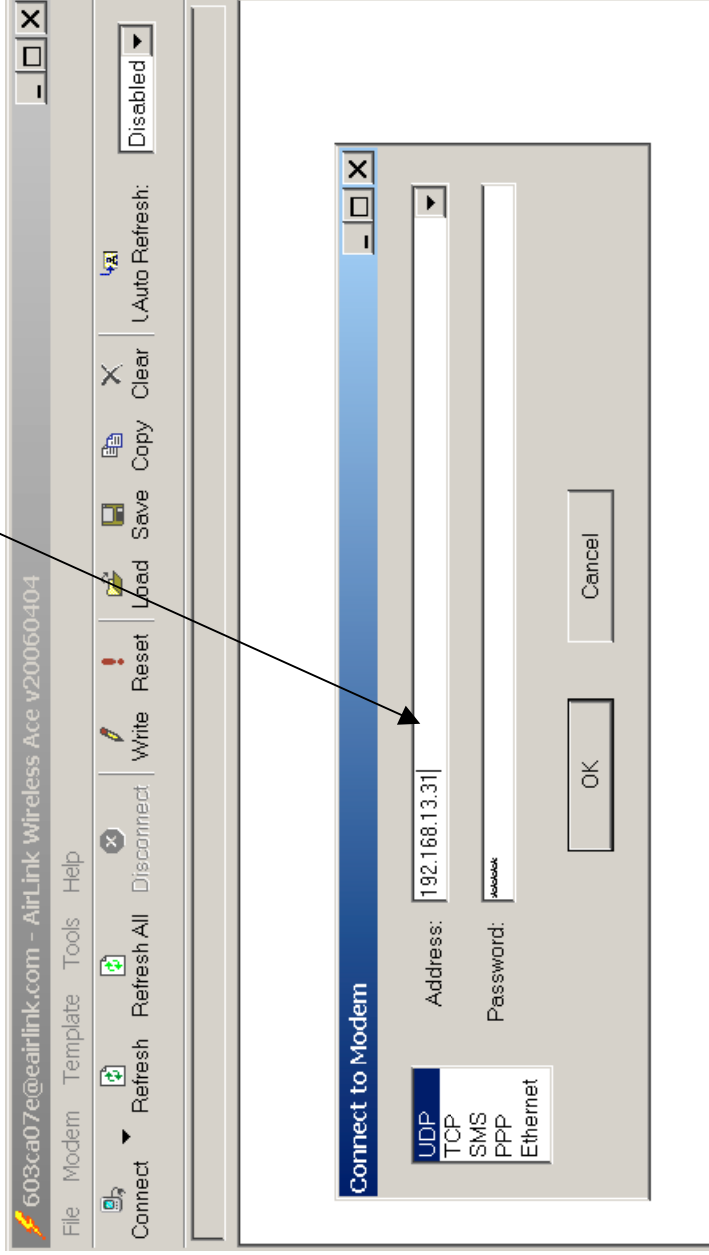 603ca07e@eairlink.com - AirLink Wireless Ace v20060404
File Modem Template Tools Help
Connect Refresh Refresh All Disconnect Write Reset Load Save Copy Clear Auto Refresh: Disabled
Connect to Modem
UDP
TCP
SMS
PPP
Ethernet
Address: 192.168.13.31
Password: *****
OK Cancel